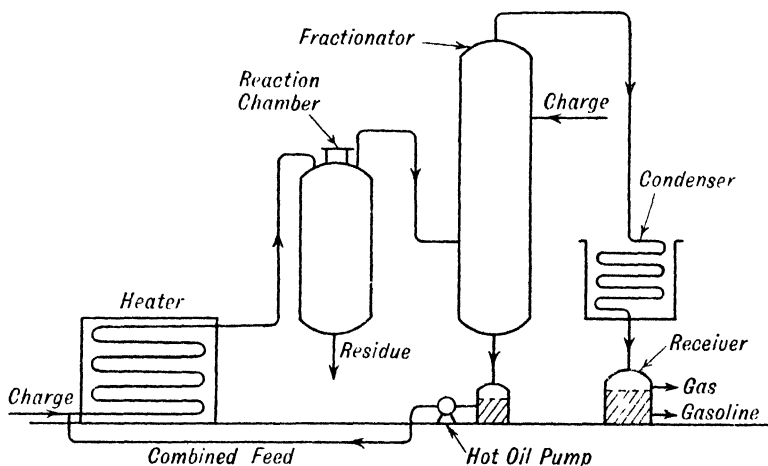 Fractionator
Reaction
Chamber
Charge
Condenser
Heater
Residue
Receiver
Charge
Gas
Gasoline
Combined Feed
Hot Oil Pump